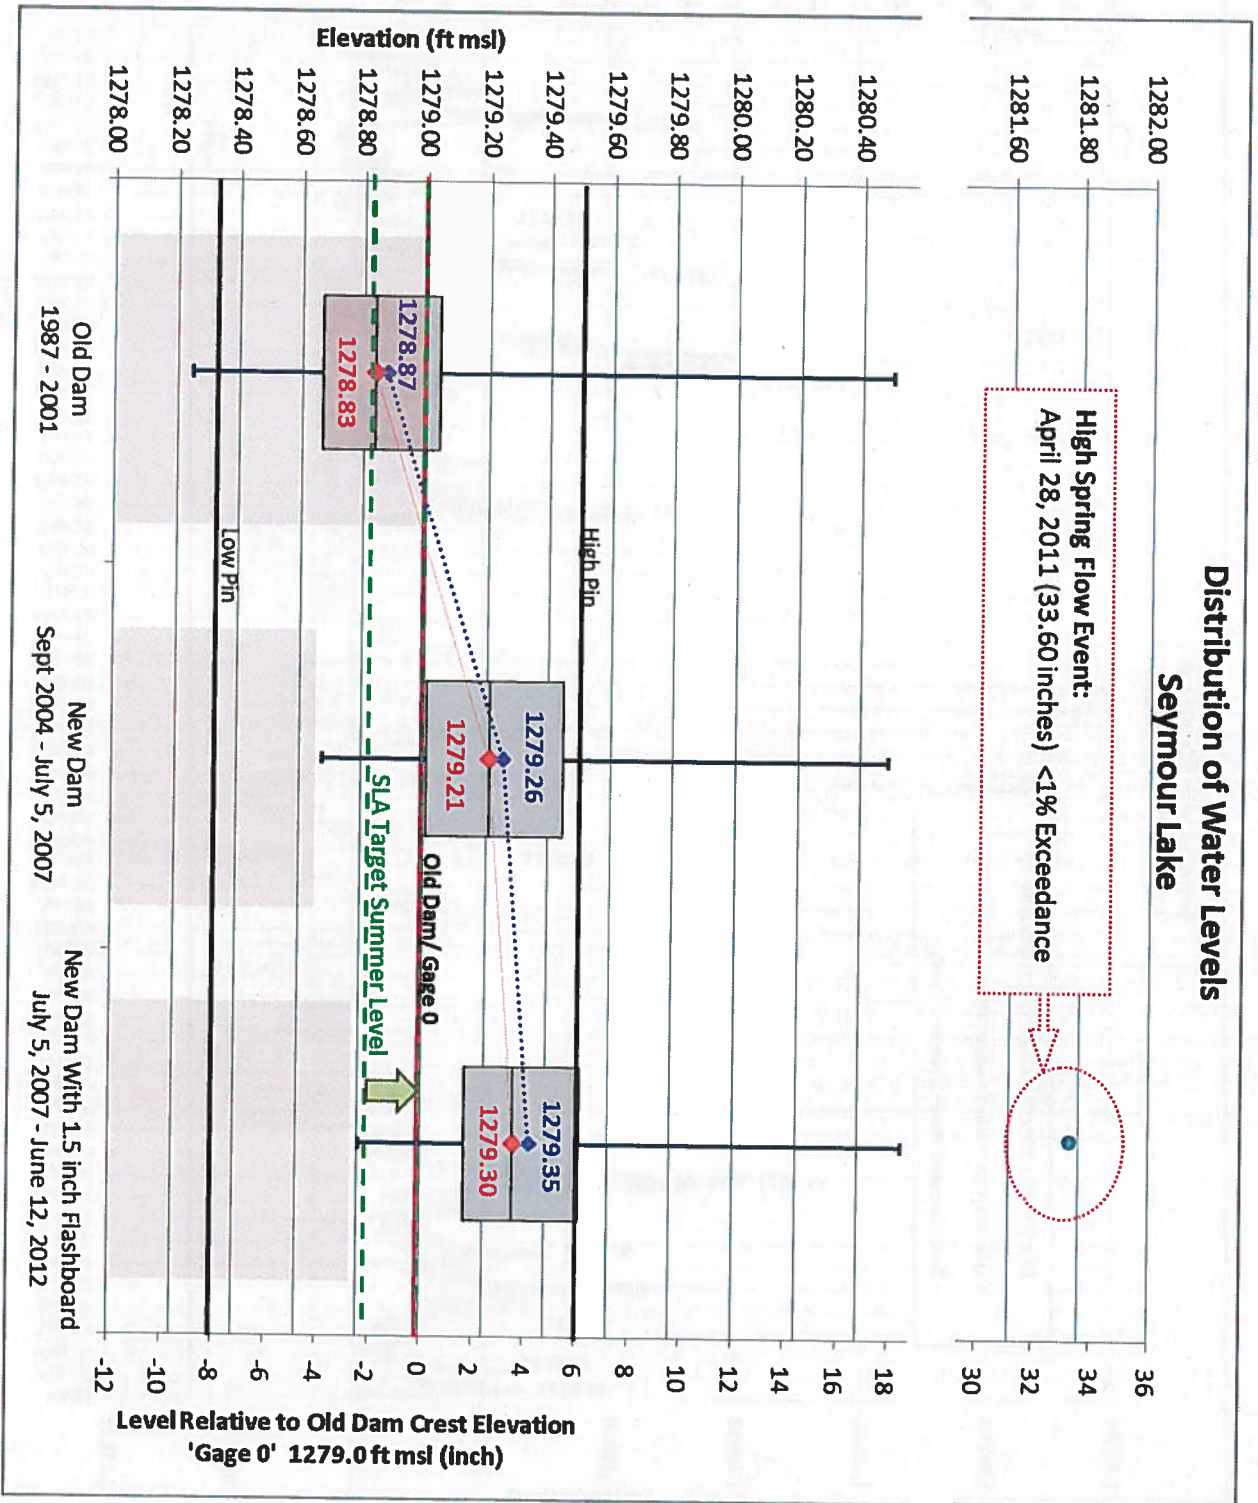 Distribution of Water Levels
Seymour Lake
Elevation (ft msl)
1282.00
1281.80
1281.60
1280.40
1280.20
1280.00
1279.80
1279.60
1279.40
1279.20
1279.00
1278.80
1278.60
1278.40
1278.20
1278.00
High Spring Flow Event:
April 28, 2011 (33.60 inches) <1% Exceedance
High Pin
Low Pin
1278.87
1278.83
1279.26
1279.21
1279.35
1279.30
Old Dam/ Gage 0
SLA Target Summer Level
Old Dam
1987 - 2001
New Dam
Sept 2004 - July 5, 2007
New Dam With 1.5 inch Flashboard
July 5, 2007 - June 12, 2012
36
34
32
30
18
16
14
12
10
8
6
4
2
0
-2
-4
-6
-8
-10
-12
Level Relative to Old Dam Crest Elevation
'Gage 0' 1279.0 ft msl (inch)